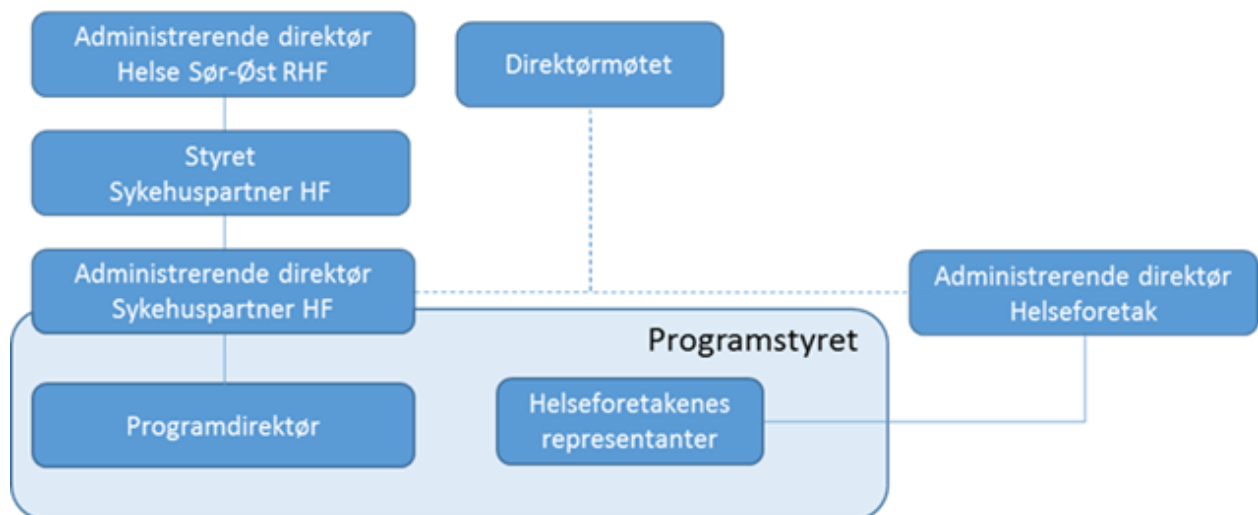 Administrerende direktør
Helse Sør-Øst RHF
Direktørmøtet
Styret
Sykehuspartner HF
Administrerende direktør
Sykehuspartner HF
Administrerende direktør
Helseforetak
Programstyret
Programdirektør
Helseforetakenes
representanter